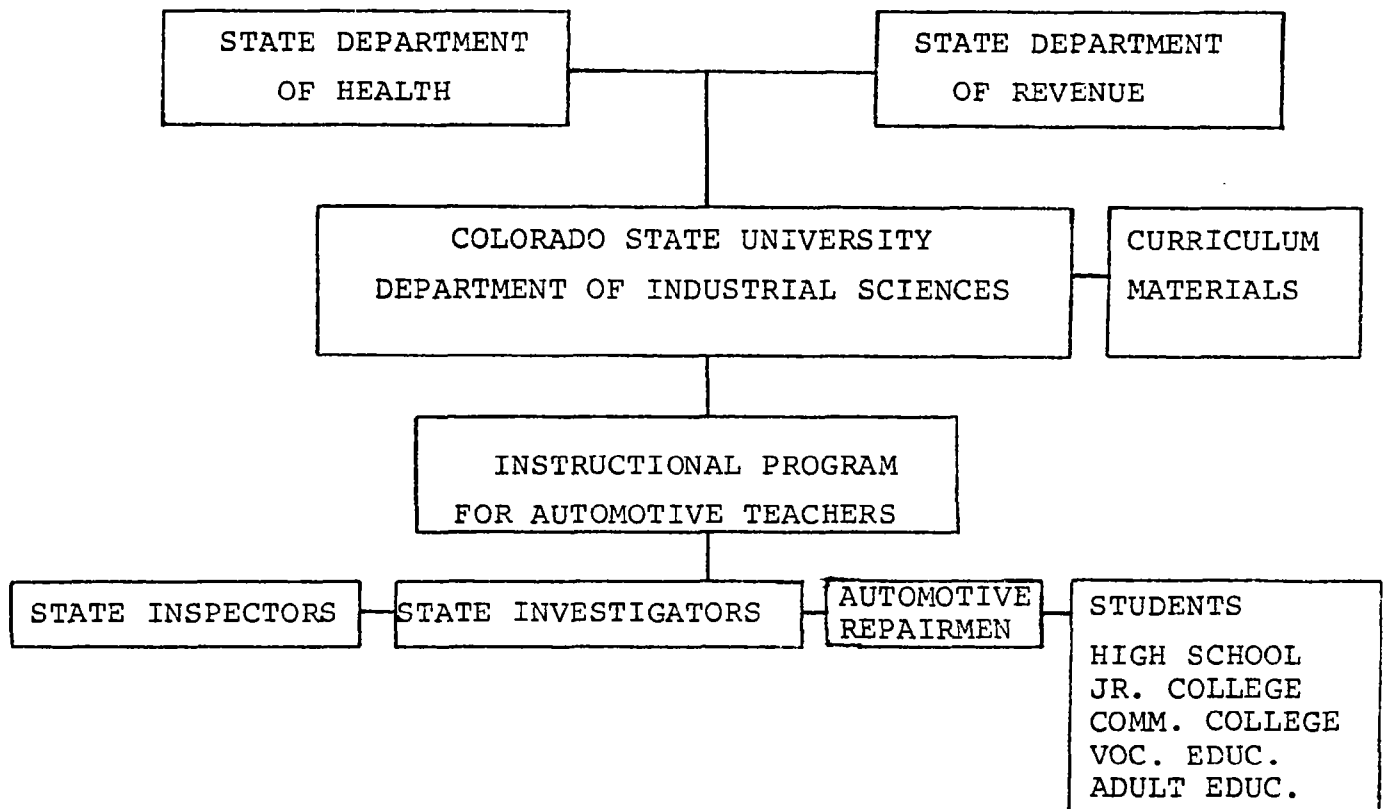 STATE DEPARTMENT
OF HEALTH
STATE DEPARTMENT
OF REVENUE
COLORADO STATE UNIVERSITY
DEPARTMENT OF INDUSTRIAL SCIENCES
CURRICULUM
MATERIALS
INSTRUCTIONAL PROGRAM
FOR AUTOMOTIVE TEACHERS
STATE INSPECTORS
STATE INVESTIGATORS
AUTOMOTIVE
REPAIRMEN
STUDENTS
HIGH SCHOOL
JR. COLLEGE
COMM. COLLEGE
VOC. EDUC.
ADULT EDUC.